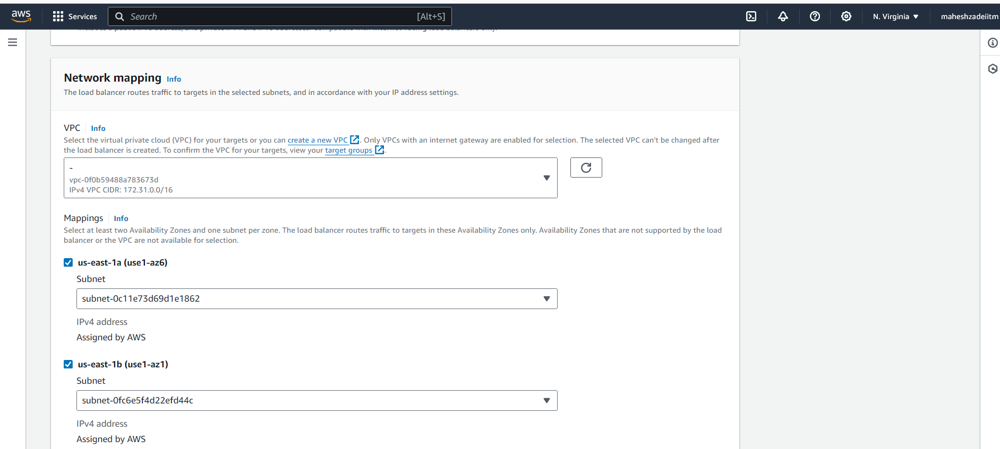 aws
Services
Search
[Alt+S]
N. Virginia
maheshzadeiitm
Network mapping Info
The load balancer routes traffic to targets in the selected subnets, and in accordance with your IP address settings.
VPC Info
Select the virtual private cloud (VPC) for your targets or you can create a new VPC. Only VPCs with an internet gateway are enabled for selection. The selected VPC can't be changed after
the load balancer is created. To confirm the VPC for your targets, view your target groups.
-
vpc-0f0b59488a783673d
IPv4 VPC CIDR: 172.31.0.0/16
Mappings Info
Select at least two Availability Zones and one subnet per zone. The load balancer routes traffic to targets in these Availability Zones only. Availability Zones that are not supported by the load
balancer or the VPC are not available for selection.
us-east-1a (use1-az6)
Subnet
subnet-0c11e73d69d1e1862
IPv4 address
Assigned by AWS
us-east-1b (use1-az1)
Subnet
subnet-0fc6e5f4d22efd44c
IPv4 address
Assigned by AWS